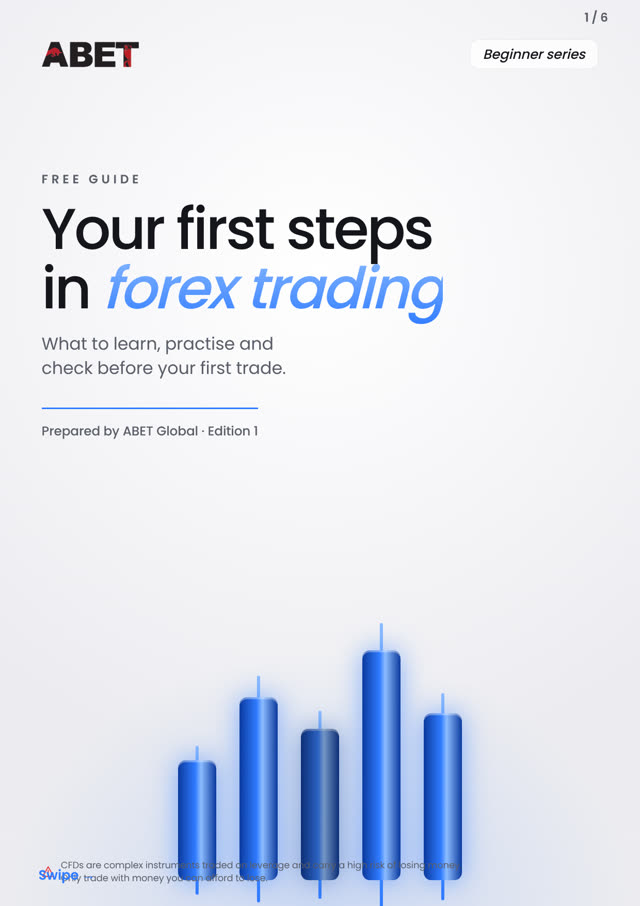 1 / 6
ABET
Beginner series
FREE GUIDE
Your first steps
in forex trading
What to learn, practise and
check before your first trade.
Prepared by ABET Global · Edition 1
CFDs are complex instruments traded on leverage and carry a high risk of losing money.
Only trade with money you can afford to lose.
Swipe